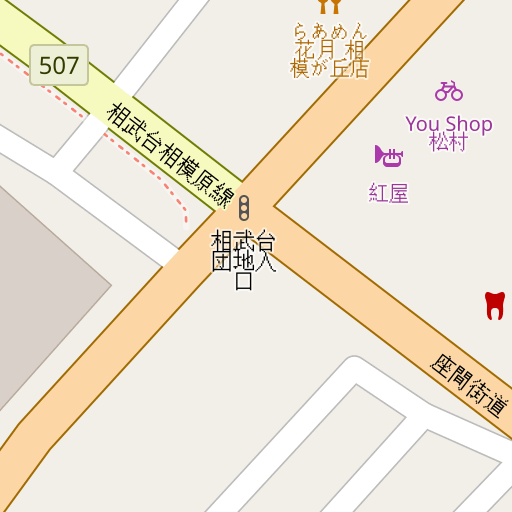 らあめん
花月 相
模が丘店
507
You Shop
松村
相武台相模原線
紅屋
相武台
団地入
口
座間街道